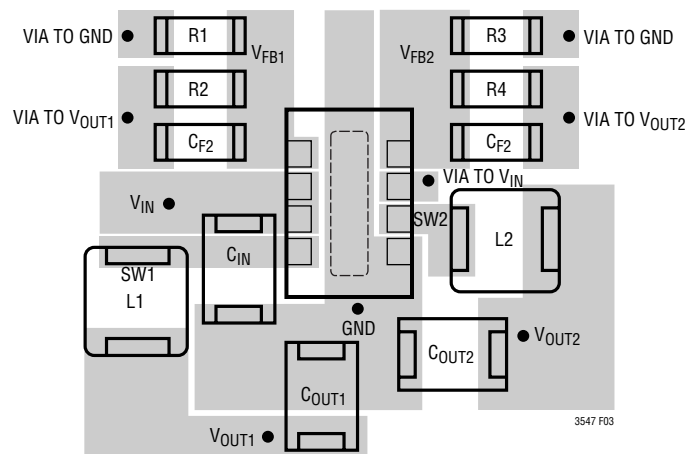 VIA TO GND
R1
VFB1
VFB2
R3
VIA TO GND
R2
R4
VIA TO VOUT1
VIA TO VOUT2
CF2
CF2
VIA TO VIN
VIN
SW2
L2
CIN
SW1
L1
GND
VOUT2
COUT2
COUT1
VOUT1
3547 F03